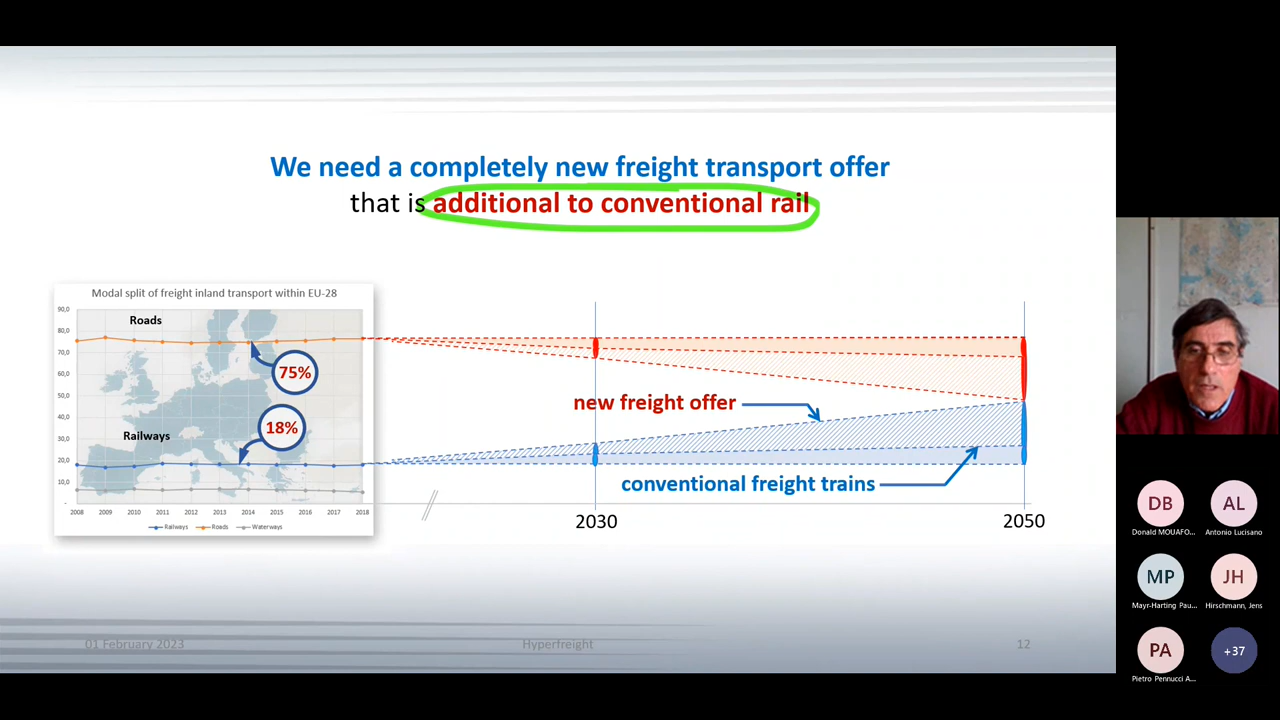 We need a completely new freight transport offer
that is additional to conventional rail
Modal split of freight inland transport within EU-28
90,0
80,0
70,0
60,0
50,0
40,0
30,0
20,0
10,0
-
Roads
75%
18%
Railways
2008 2009 2010 2011 2012 2013 2014 2015 2016 2017 2018
Railways Roads Waterways
new freight offer
conventional freight trains
2030
2050
01 February 2023
Hyperfreight
12
DB
Donald MOUAFO...
AL
Antonio Lucisano
MP
Mayr-Harting Pau...
JH
Hirschmann, Jens
PA
Pietro Pennucci A...
+37